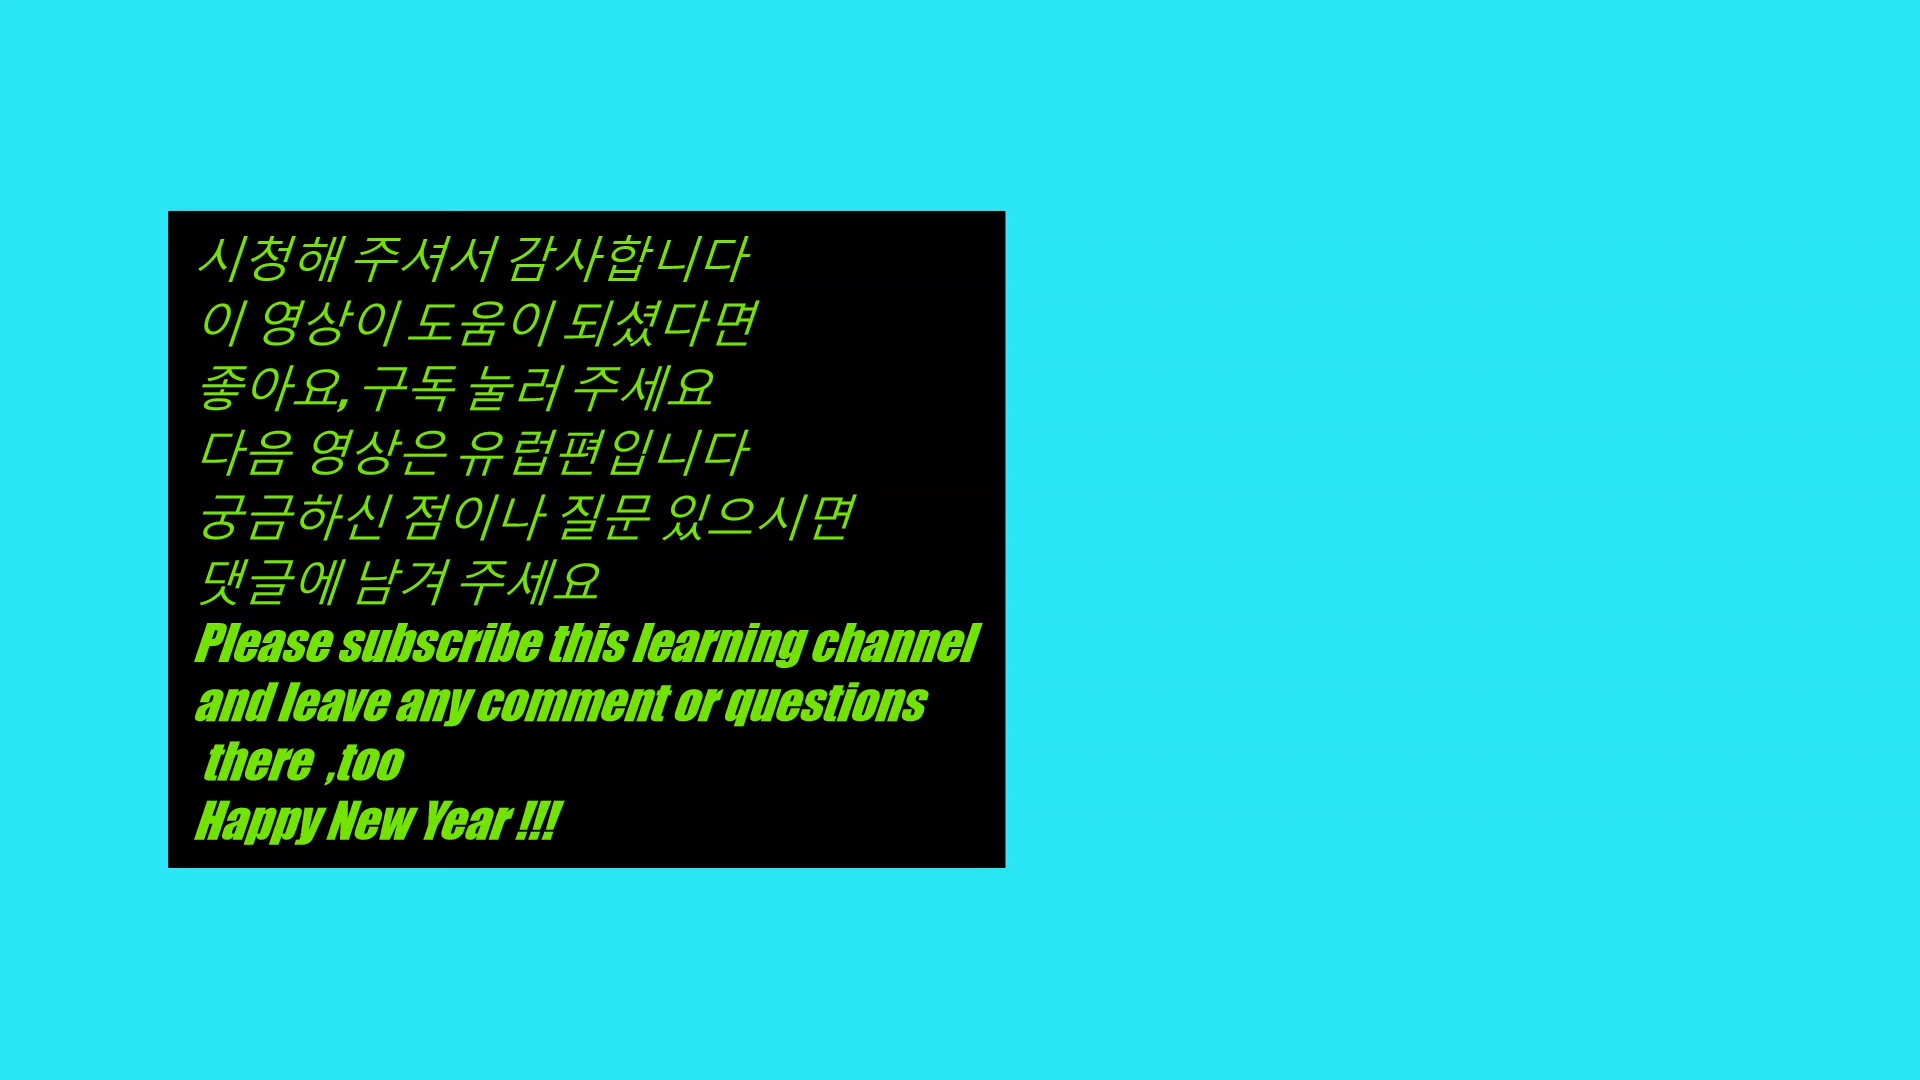 시청해 주셔서 감사합니다
이 영상이 도움이 되셨다면
좋아요, 구독 눌러 주세요
다음 영상은 유럽편입니다
궁금하신 점이나 질문 있으시면
댓글에 남겨 주세요
Please subscribe this learning channel
and leave any comment or questions
there ,too
Happy New Year !!!